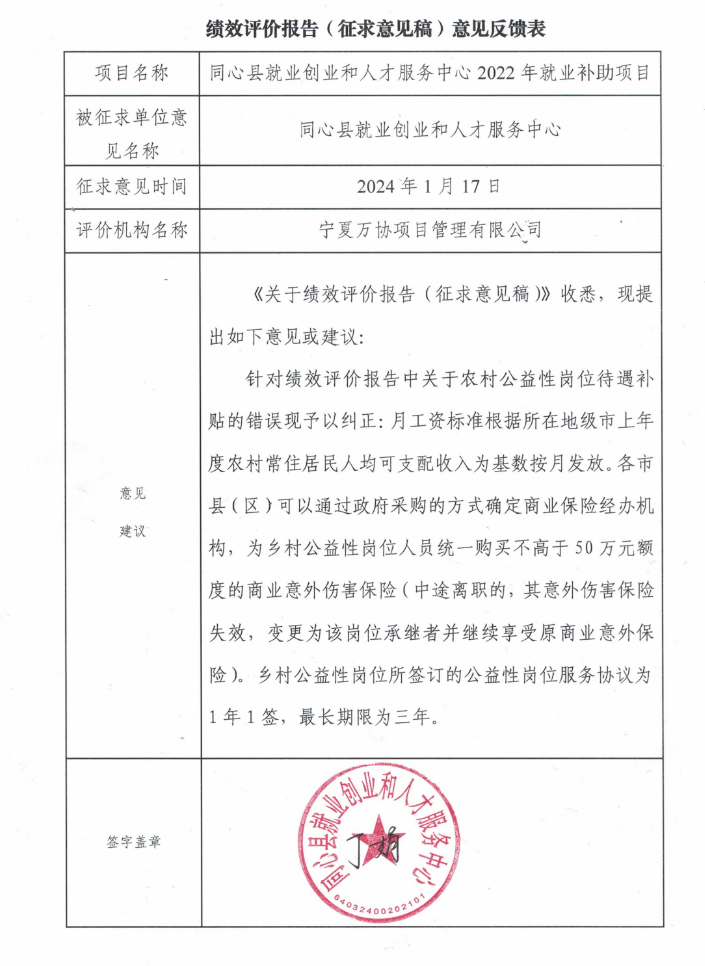 绩效评价报告（征求意见稿）意见反馈表
项目名称
同心县就业创业和人才服务中心 2022 年就业补助项目
被征求单位意
见名称
同心县就业创业和人才服务中心
征求意见时间
2024 年 1 月 17 日
评价机构名称
宁夏万协项目管理有限公司
意见
建议
《关于绩效评价报告（征求意见稿）》收悉，现提
出如下意见或建议：
针对绩效评价报告中关于农村公益性岗位待遇补
贴的错误现予以纠正：月工资标准根据所在地级市上年
度农村常住居民人均可支配收入为基数按月发放。各市
县（区）可以通过政府采购的方式确定商业保险经办机
构，为乡村公益性岗位人员统一购买不高于 50 万元额
度的商业意外伤害保险（中途离职的，其意外伤害保险
失效，变更为该岗位承继者并继续享受原商业意外保
险）。乡村公益性岗位所签订的公益性岗位服务协议为
1 年 1 签，最长期限为三年。
签字盖章
同心县就业创业和人才服务中心
丁娟
64032400202101